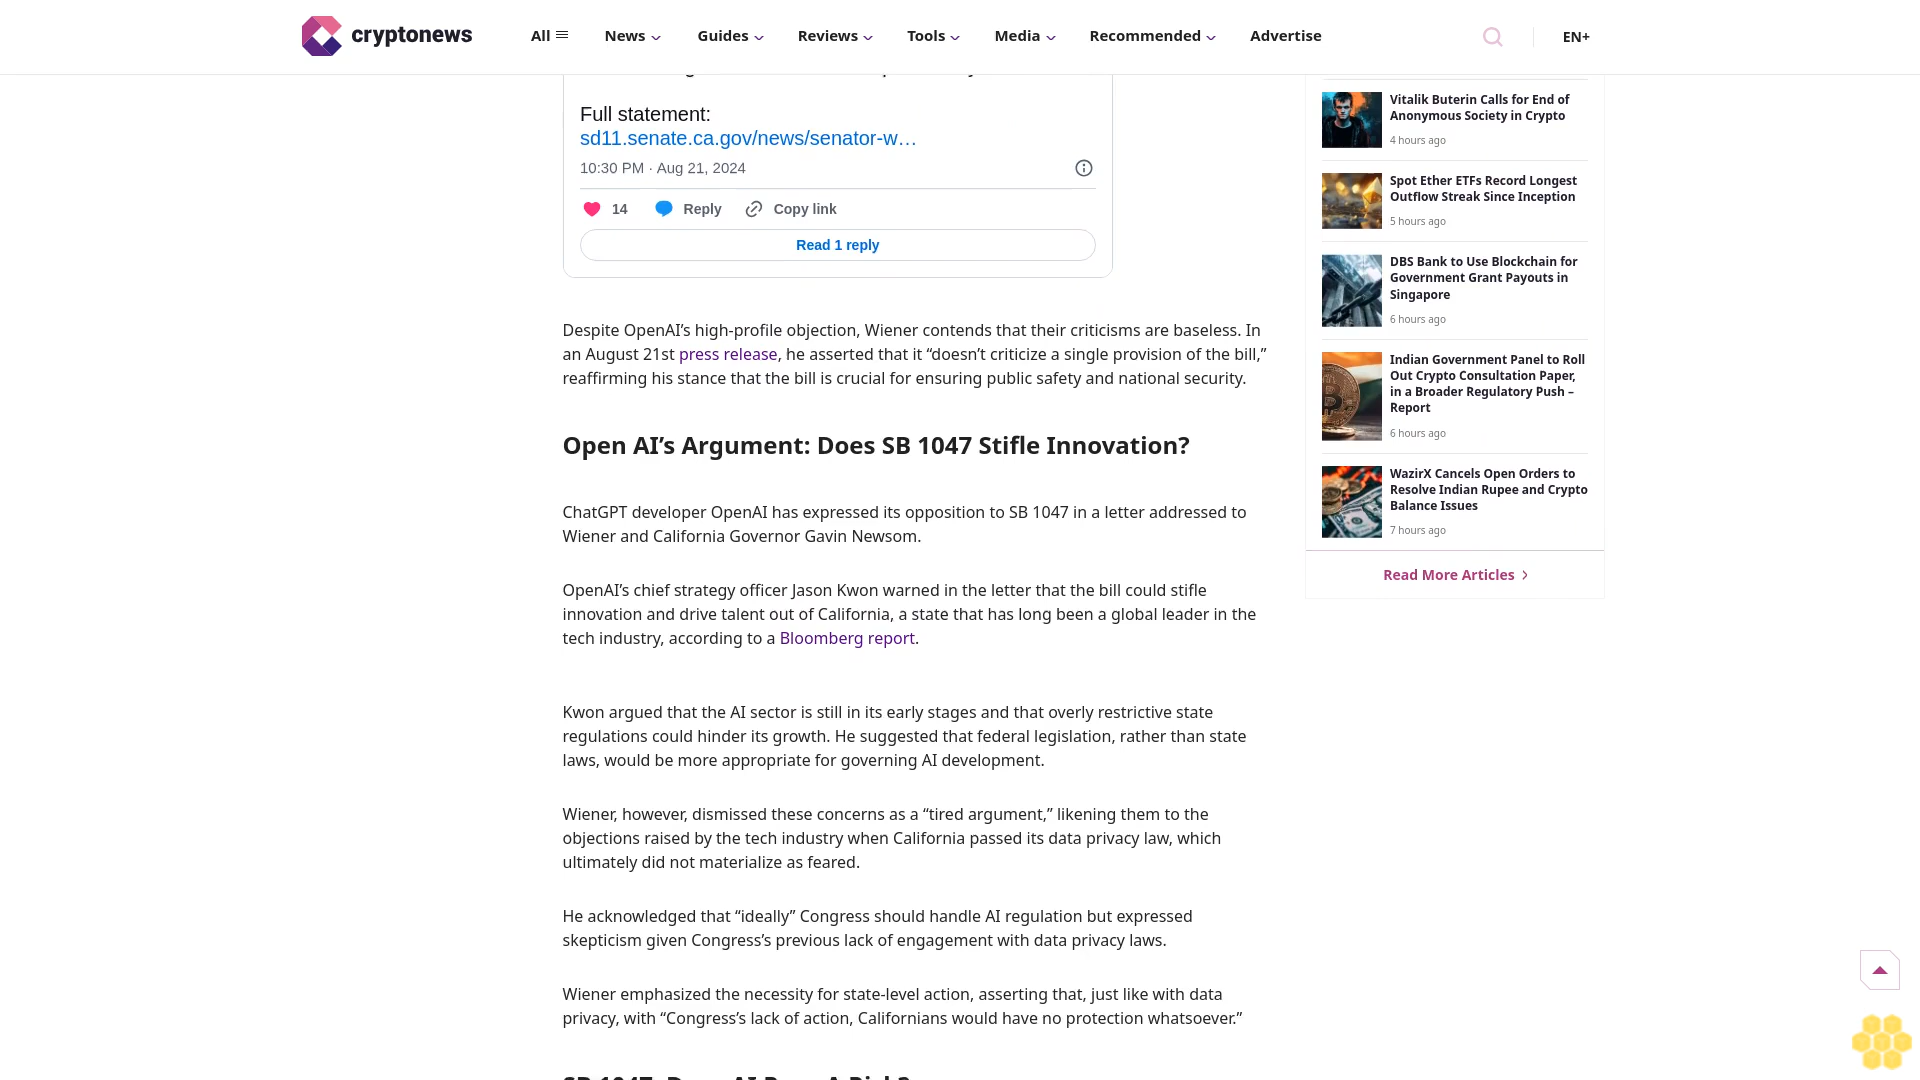 cryptonews
All
News
Guides
Reviews
Tools
Media
Recommended
Advertise
EN+
Full statement:
sd11.senate.ca.gov/news/senator-w…
10:30 PM · Aug 21, 2024
14
Reply
Copy link
Read 1 reply
Despite OpenAI’s high-profile objection, Wiener contends that their criticisms are baseless. In
an August 21st press release, he asserted that it “doesn’t criticize a single provision of the bill,”
reaffirming his stance that the bill is crucial for ensuring public safety and national security.
Open AI’s Argument: Does SB 1047 Stifle Innovation?
ChatGPT developer OpenAI has expressed its opposition to SB 1047 in a letter addressed to
Wiener and California Governor Gavin Newsom.
OpenAI’s chief strategy officer Jason Kwon warned in the letter that the bill could stifle
innovation and drive talent out of California, a state that has long been a global leader in the
tech industry, according to a Bloomberg report.
Kwon argued that the AI sector is still in its early stages and that overly restrictive state
regulations could hinder its growth. He suggested that federal legislation, rather than state
laws, would be more appropriate for governing AI development.
Wiener, however, dismissed these concerns as a “tired argument,” likening them to the
objections raised by the tech industry when California passed its data privacy law, which
ultimately did not materialize as feared.
He acknowledged that “ideally” Congress should handle AI regulation but expressed
skepticism given Congress’s previous lack of engagement with data privacy laws.
Wiener emphasized the necessity for state-level action, asserting that, just like with data
privacy, with “Congress’s lack of action, Californians would have no protection whatsoever.”
Vitalik Buterin Calls for End of
Anonymous Society in Crypto
4 hours ago
Spot Ether ETFs Record Longest
Outflow Streak Since Inception
5 hours ago
DBS Bank to Use Blockchain for
Government Grant Payouts in
Singapore
6 hours ago
Indian Government Panel to Roll
Out Crypto Consultation Paper,
in a Broader Regulatory Push –
Report
6 hours ago
WazirX Cancels Open Orders to
Resolve Indian Rupee and Crypto
Balance Issues
7 hours ago
Read More Articles